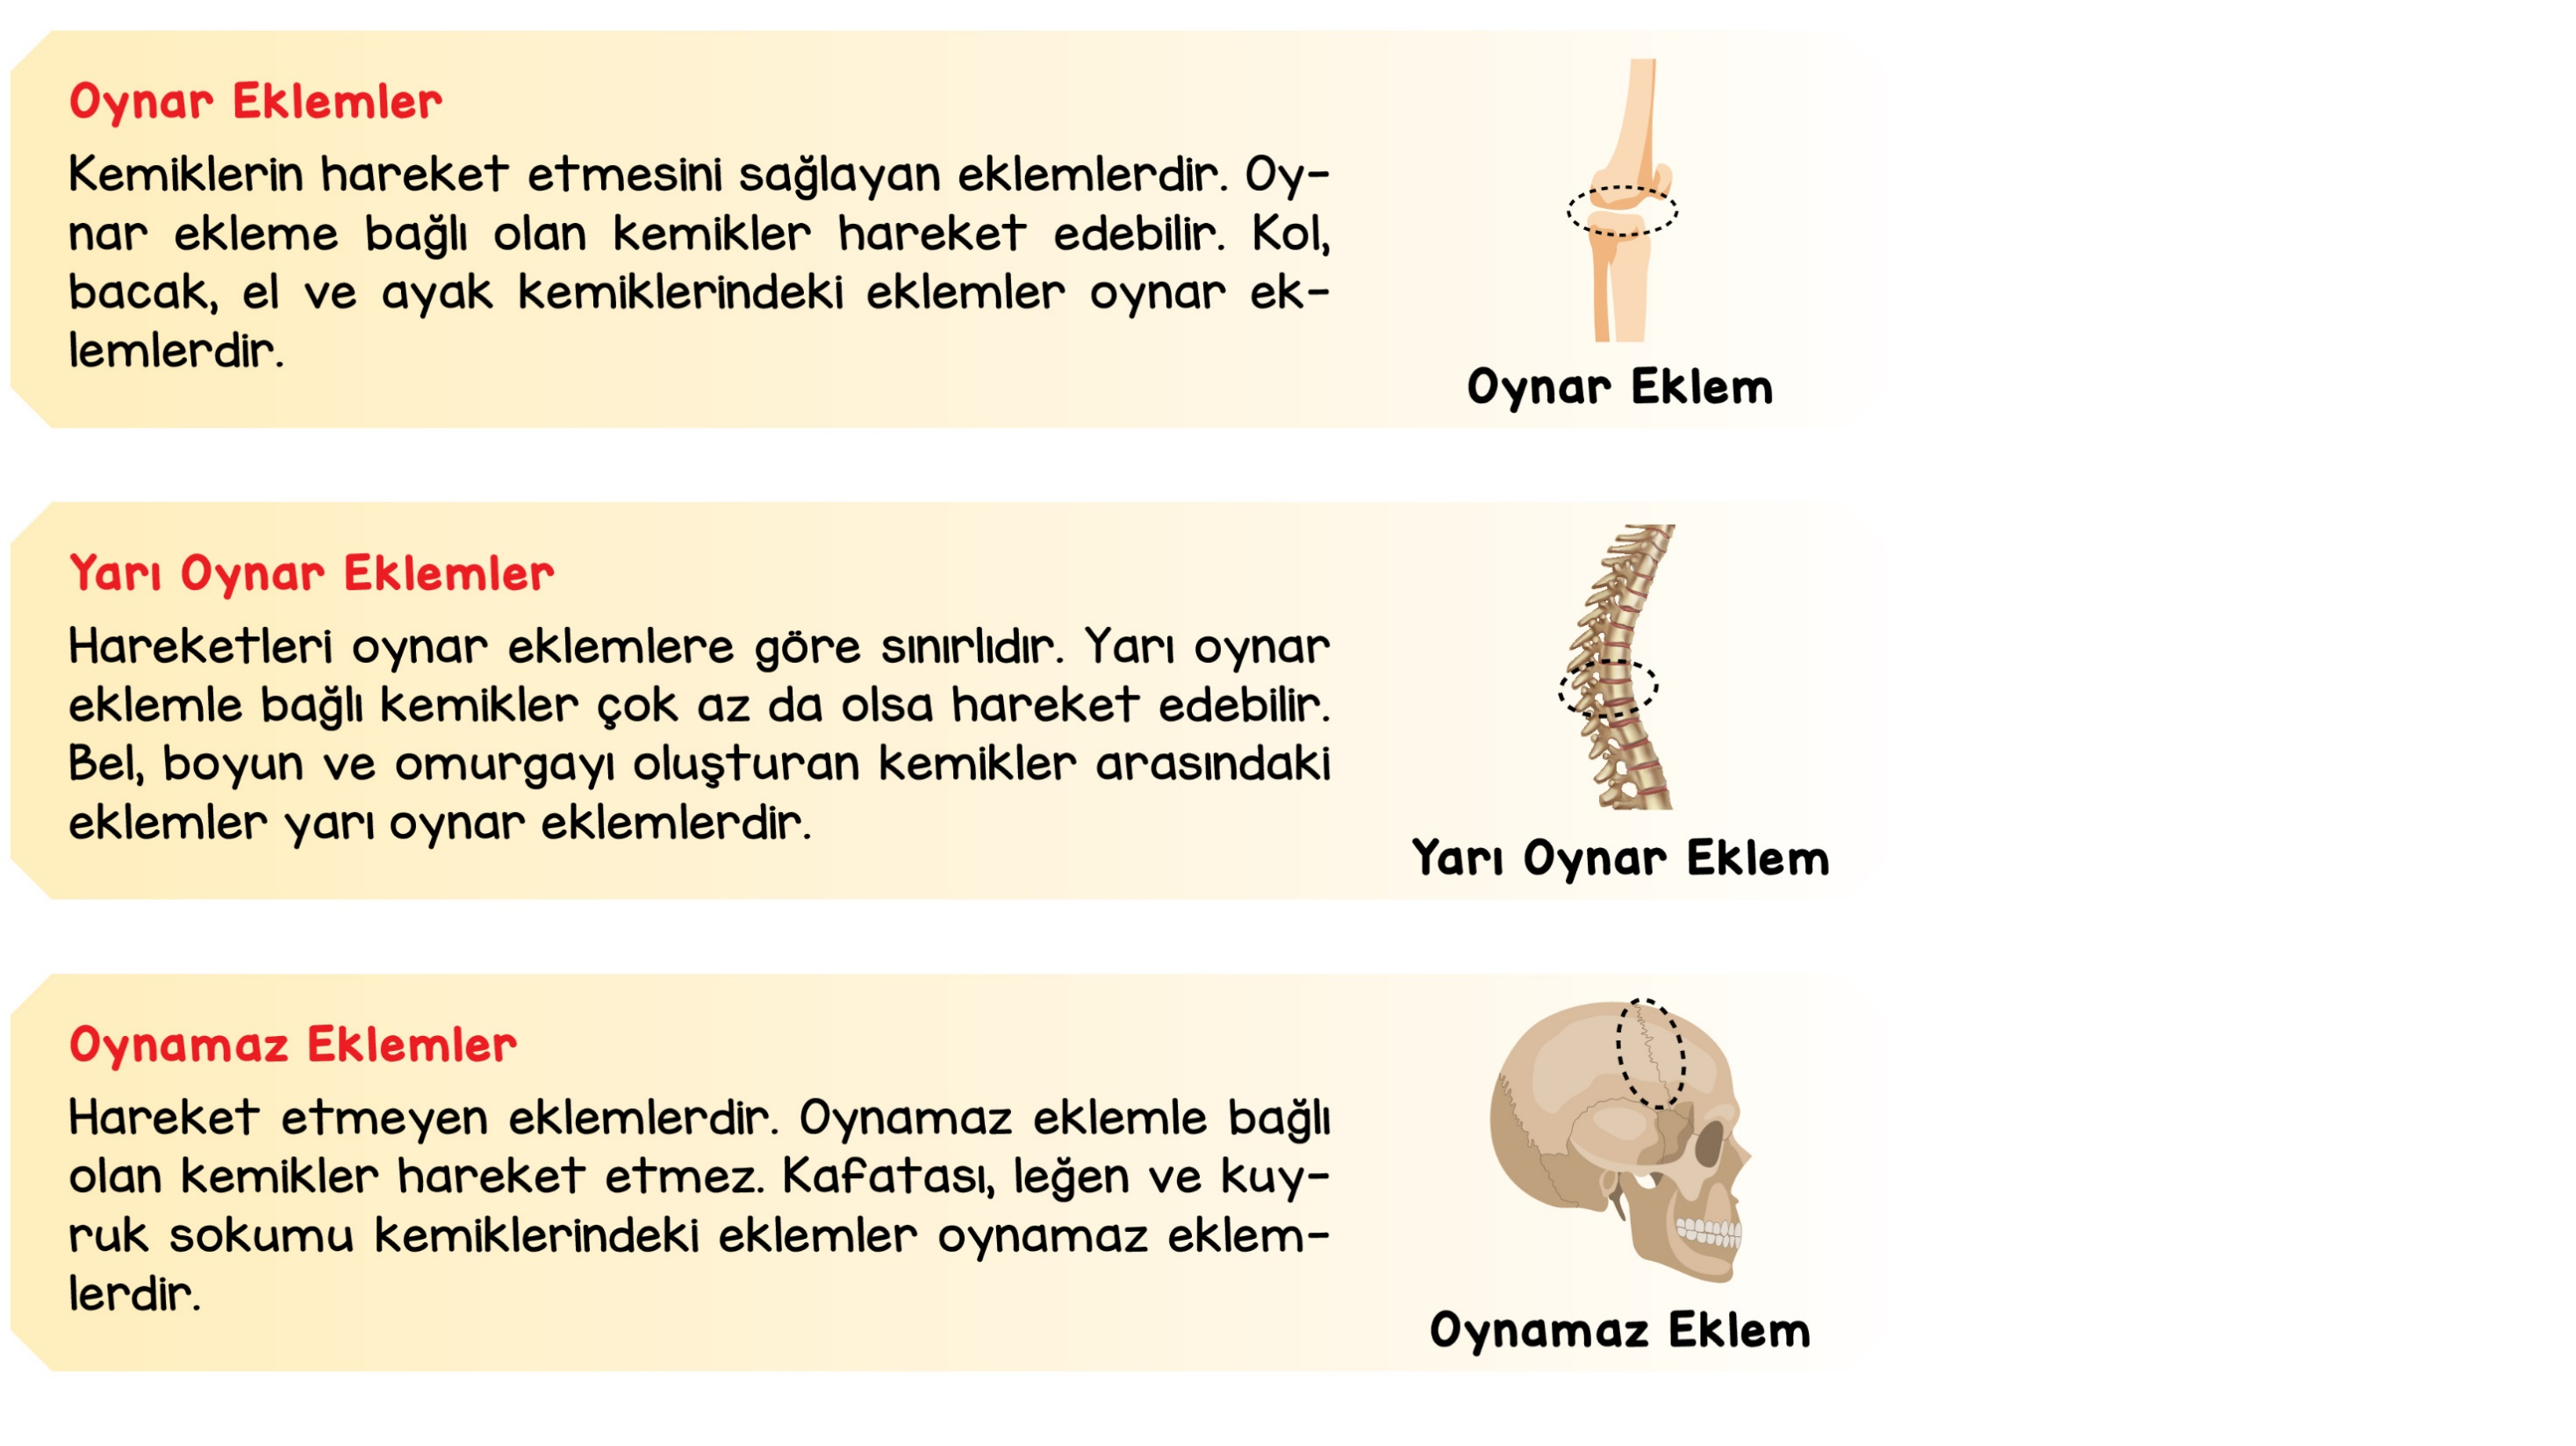 Oynar Eklemler
Kemiklerin hareket etmesini sağlayan eklemlerdir. Oy-
nar ekleme bağlı olan kemikler hareket edebilir. Kol,
bacak, el ve ayak kemiklerindeki eklemler oynar ek-
lemlerdir.
Oynar Eklem
Yarı Oynar Eklemler
Hareketleri oynar eklemlere göre sınırlıdır. Yarı oynar
eklemle bağlı kemikler çok az da olsa hareket edebilir.
Bel, boyun ve omurgayı oluşturan kemikler arasındaki
eklemler yarı oynar eklemlerdir.
Yarı Oynar Eklem
Oynamaz Eklemler
Hareket etmeyen eklemlerdir. Oynamaz eklemle bağlı
olan kemikler hareket etmez. Kafatası, leğen ve kuy-
ruk sokumu kemiklerindeki eklemler oynamaz eklem-
lerdir.
Oynamaz Eklem